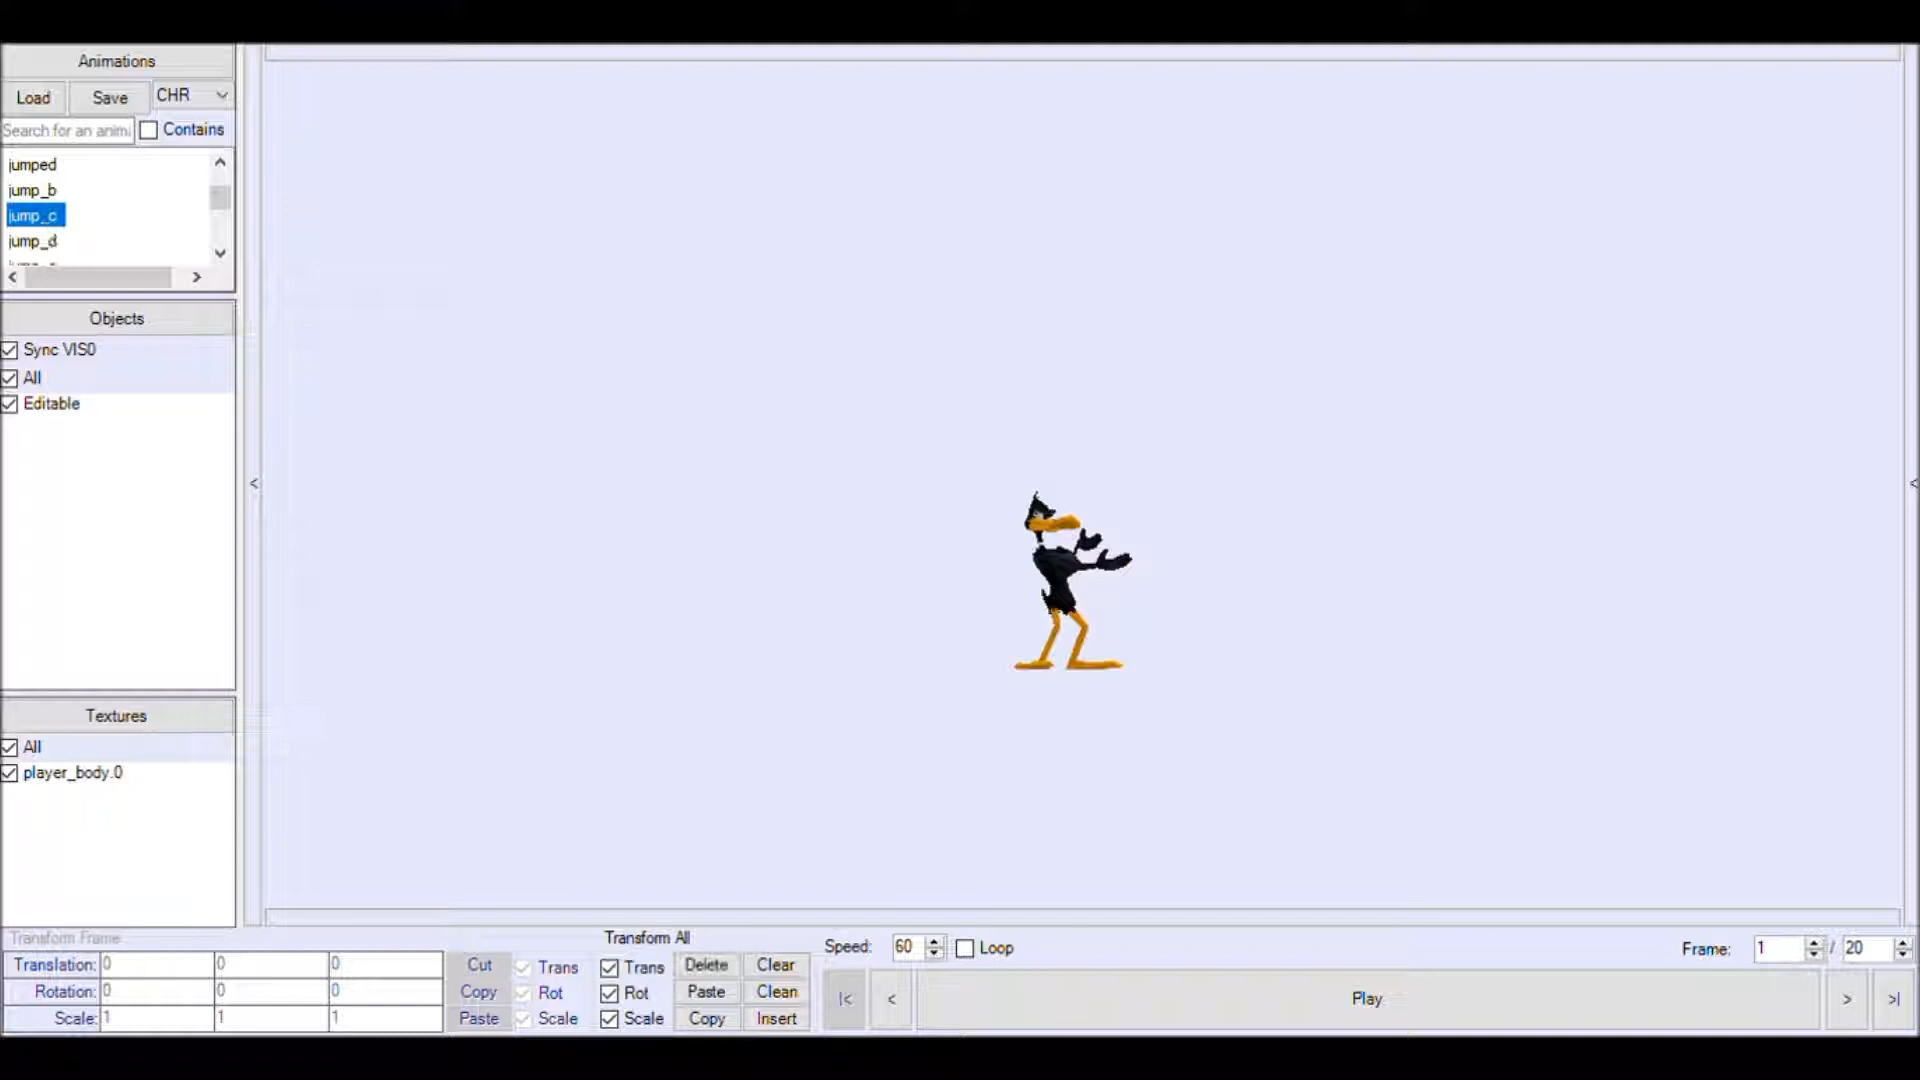 Animations
Load Save CHR
Search for an anim Contains
jumped
jump_b
jump_c
jump_d
Objects
Sync VIS0
All
Editable
Textures
All
player_body.0
Transform Frame
Translation: 0 0 0
Rotation: 0 0 0
Scale: 1 1 1
Cut
Copy
Paste
Trans
Rot
Scale
Transform All
Trans Delete Clear
Rot Paste Clean
Scale Copy Insert
Speed: 60 Loop
Frame: 1 / 20
|< < Play > >|